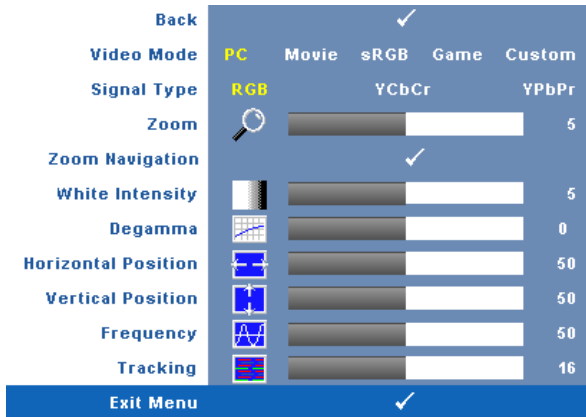 Back
Video Mode PC Movie sRGB Game Custom
Signal Type RGB YCbCr YPbPr
Zoom 5
Zoom Navigation
White Intensity 5
Degamma 0
Horizontal Position 50
Vertical Position 50
Frequency 50
Tracking 16
Exit Menu